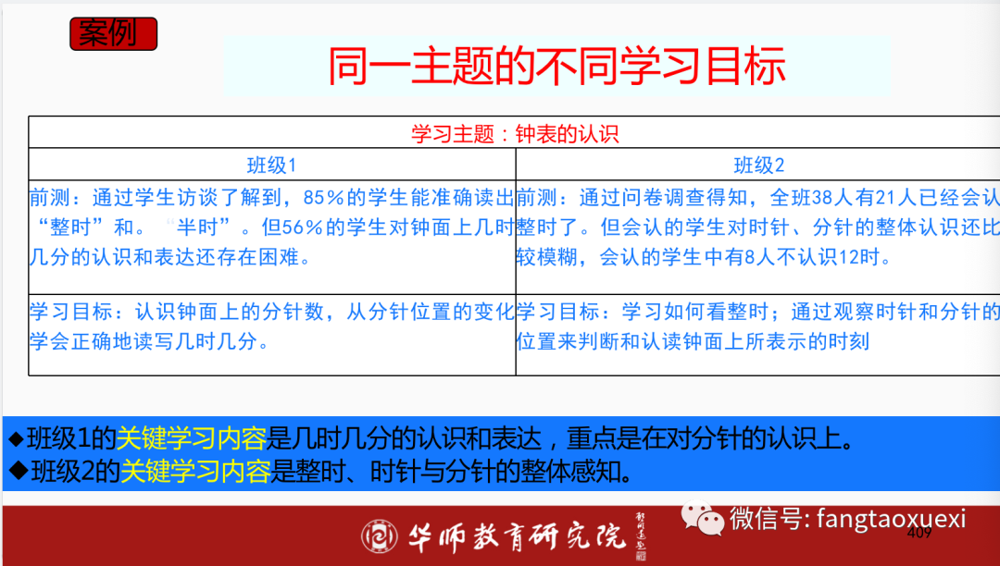 案例
同一主题的不同学习目标
学习主题：钟表的认识
班级1
班级2
前测：通过学生访谈了解到，85%的学生能准确读出
“整时”和。“半时”。但56%的学生对钟面上几时
几分的认识和表达还存在困难。
前测：通过问卷调查得知，全班38人有21人已经会认
整时了。但会认的学生对时针、分针的整体认识还比
较模糊，会认的学生中有8人不认识12时。
学习目标：认识钟面上的分针数，从分针位置的变化
学会正确地读写几时几分。
学习目标：学习如何看整时；通过观察时针和分针的
位置来判断和认读钟面上所表示的时刻
◆班级1的关键学习内容是几时几分的认识和表达，重点是在对分针的认识上。
◆班级2的关键学习内容是整时、时针与分针的整体感知。
华师教育研究院
微信号: fangtaoxuexi
409